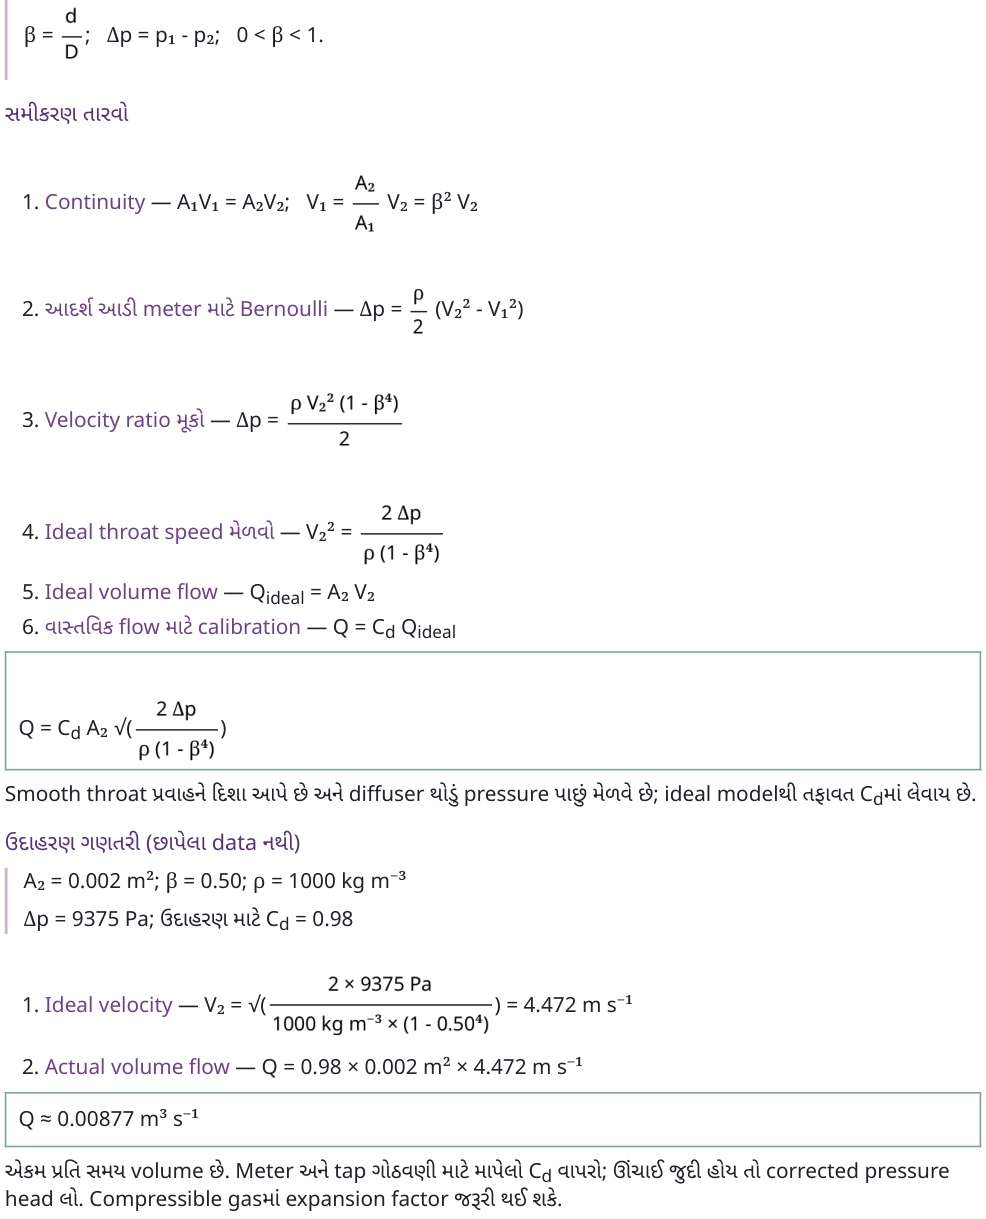 β = d/D; Δp = p₁ - p₂; 0 < β < 1.
સમીકરણ તારવો
1. Continuity — A₁V₁ = A₂V₂; V₁ = A₂/A₁ V₂ = β² V₂
2. આદર્શ આડી meter માટે Bernoulli — Δp = ρ/2 (V₂² - V₁²)
3. Velocity ratio મૂકો — Δp = ρ V₂² (1 - β⁴)/2
4. Ideal throat speed મેળવો — V₂² = 2 Δp/ρ (1 - β⁴)
5. Ideal volume flow — Q_ideal = A₂ V₂
6. વાસ્તવિક flow માટે calibration — Q = C_d Q_ideal
Q = C_d A₂ √(2 Δp/ρ (1 - β⁴))
Smooth throat પ્રવાહને દિશા આપે છે અને diffuser થોડું pressure પાછું મેળવે છે; ideal modelથી તફાવત C_dમાં લેવાય છે.
ઉદાહરણ ગણતરી (છાપેલા data નથી)
A₂ = 0.002 m²; β = 0.50; ρ = 1000 kg m⁻³
Δp = 9375 Pa; ઉદાહરણ માટે C_d = 0.98
1. Ideal velocity — V₂ = √(2 × 9375 Pa/1000 kg m⁻³ × (1 - 0.50⁴)) = 4.472 m s⁻¹
2. Actual volume flow — Q = 0.98 × 0.002 m² × 4.472 m s⁻¹
Q ≈ 0.00877 m³ s⁻¹
એકમ પ્રતિ સમય volume છે. Meter અને tap ગોઠવણી માટે માપેલો C_d વાપરો; ઊંચાઈ જુદી હોય તો corrected pressure
head લો. Compressible gasમાં expansion factor જરૂરી થઈ શકે.